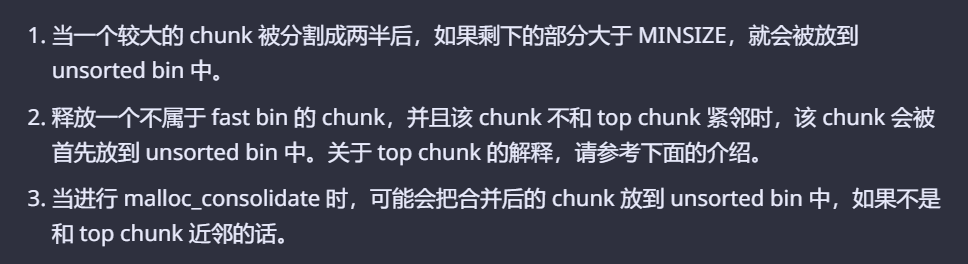 1. 当一个较大的 chunk 被分割成两半后，如果剩下的部分大于 MINSIZE，就会被放到
unsorted bin 中。
2. 释放一个不属于 fast bin 的 chunk，并且该 chunk 不和 top chunk 紧邻时，该 chunk 会被
首先放到 unsorted bin 中。关于 top chunk 的解释，请参考下面的介绍。
3. 当进行 malloc_consolidate 时，可能会把合并后的 chunk 放到 unsorted bin 中，如果不是
和 top chunk 近邻的话。